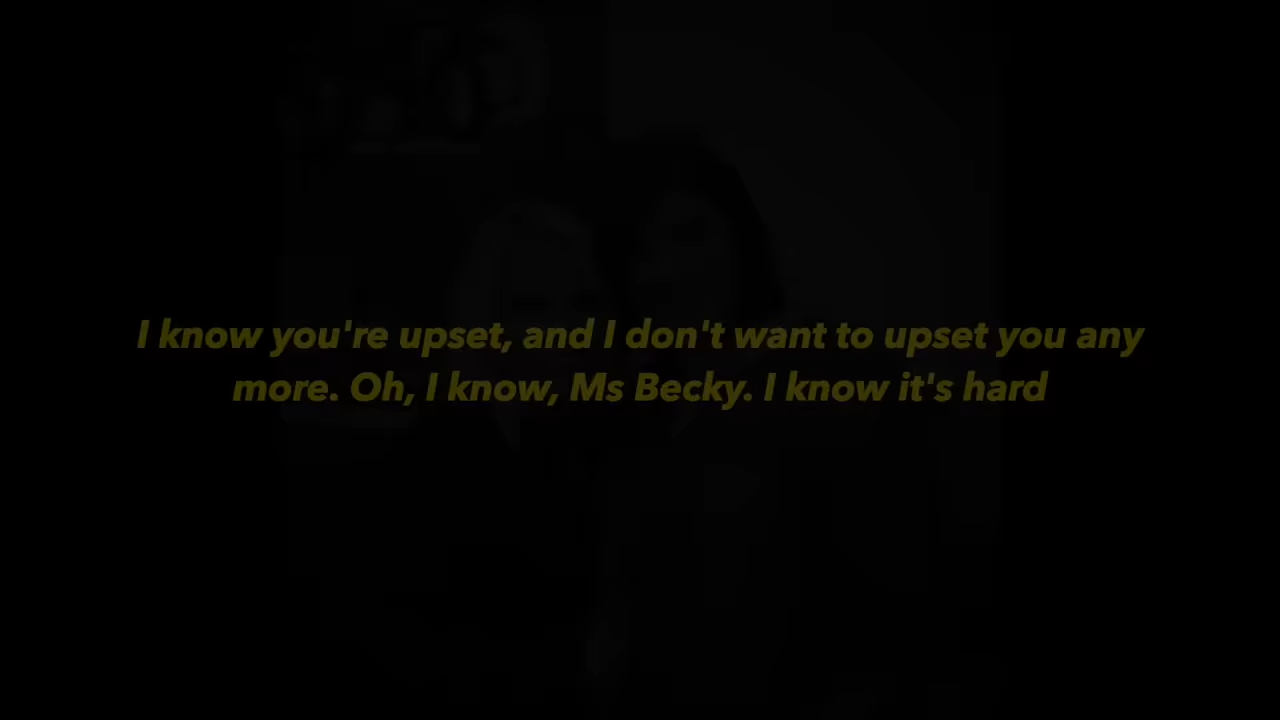 I know you're upset, and I don't want to upset you any
more. Oh, I know, Ms Becky. I know it's hard